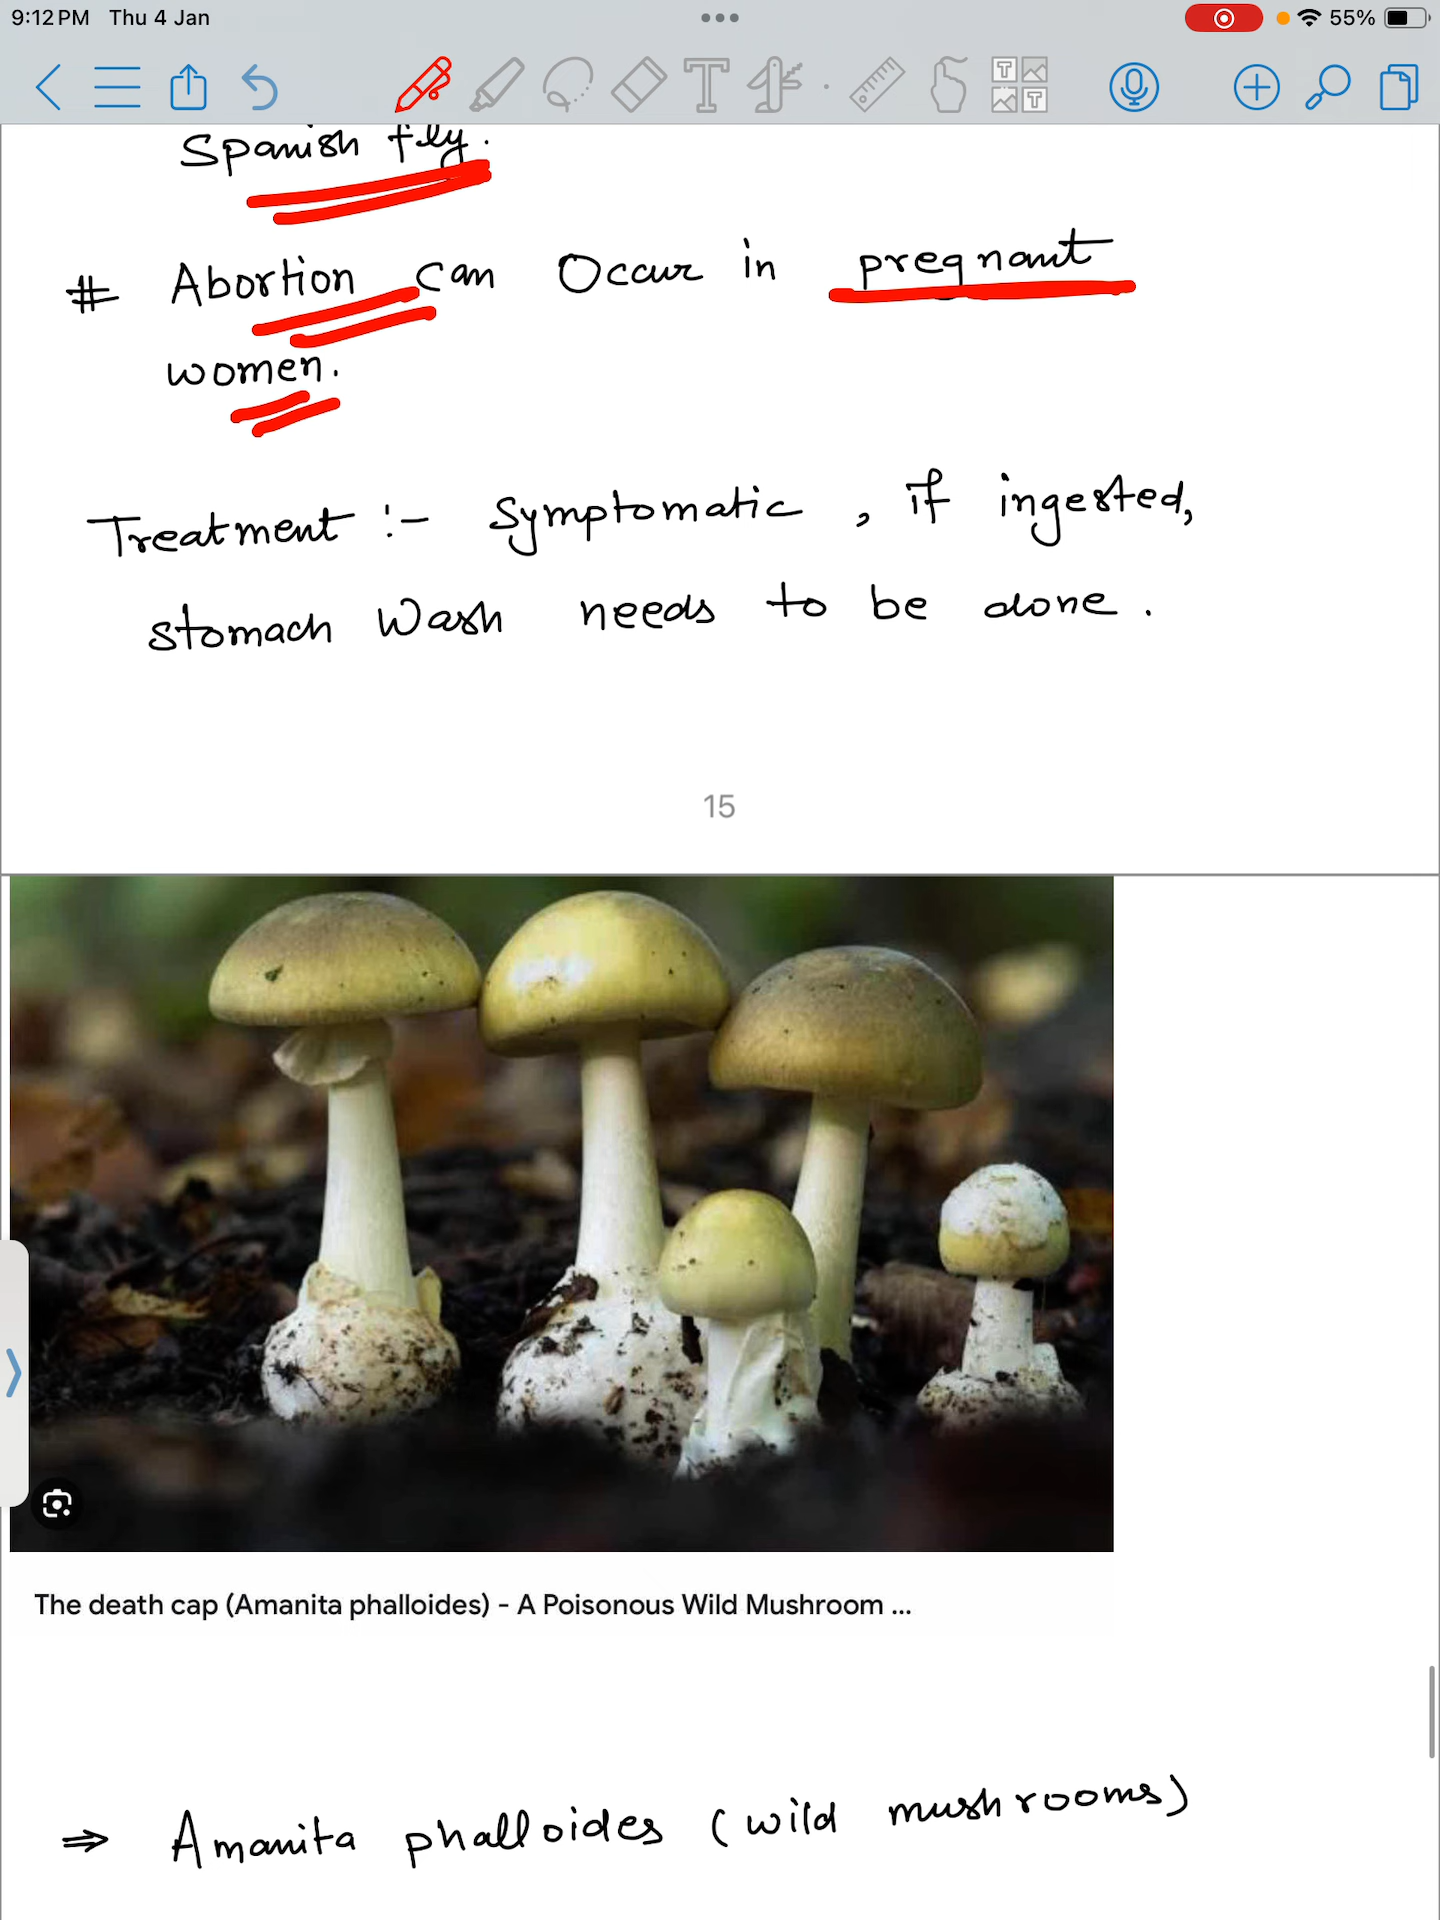 9:12 PM Thu 4 Jan
55%
Spanish fly.
# Abortion can Occur in pregnant
women.
Treatment :- Symptomatic, if ingested,
stomach Wash needs to be done.
15
The death cap (Amanita phalloides) - A Poisonous Wild Mushroom ...
⇒ Amanita phalloides (wild mushrooms)